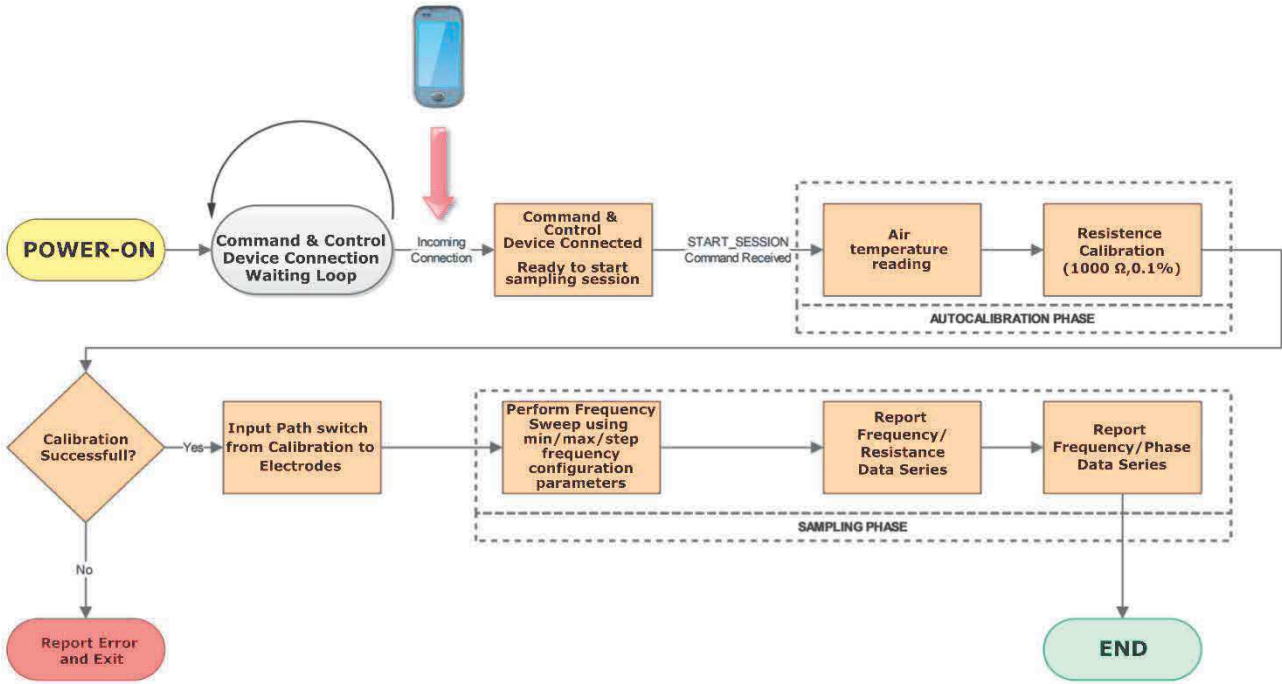 POWER-ON
Command & Control
Device Connection
Waiting Loop
Incoming
Connection
Command &
Control
Device Connected
Ready to start
sampling session
START_SESSION
Command Received
Air
temperature
reading
Resistence
Calibration
(1000 Ω,0.1%)
AUTOCALIBRATION PHASE
Calibration
Successfull?
Yes
Input Path switch
from Calibration to
Electrodes
Perform Frequency
Sweep using
min/max/step
frequency
configuration
parameters
Report
Frequency/
Resistance
Data Series
Report
Frequency/Phase
Data Series
SAMPLING PHASE
No
Report Error
and Exit
END